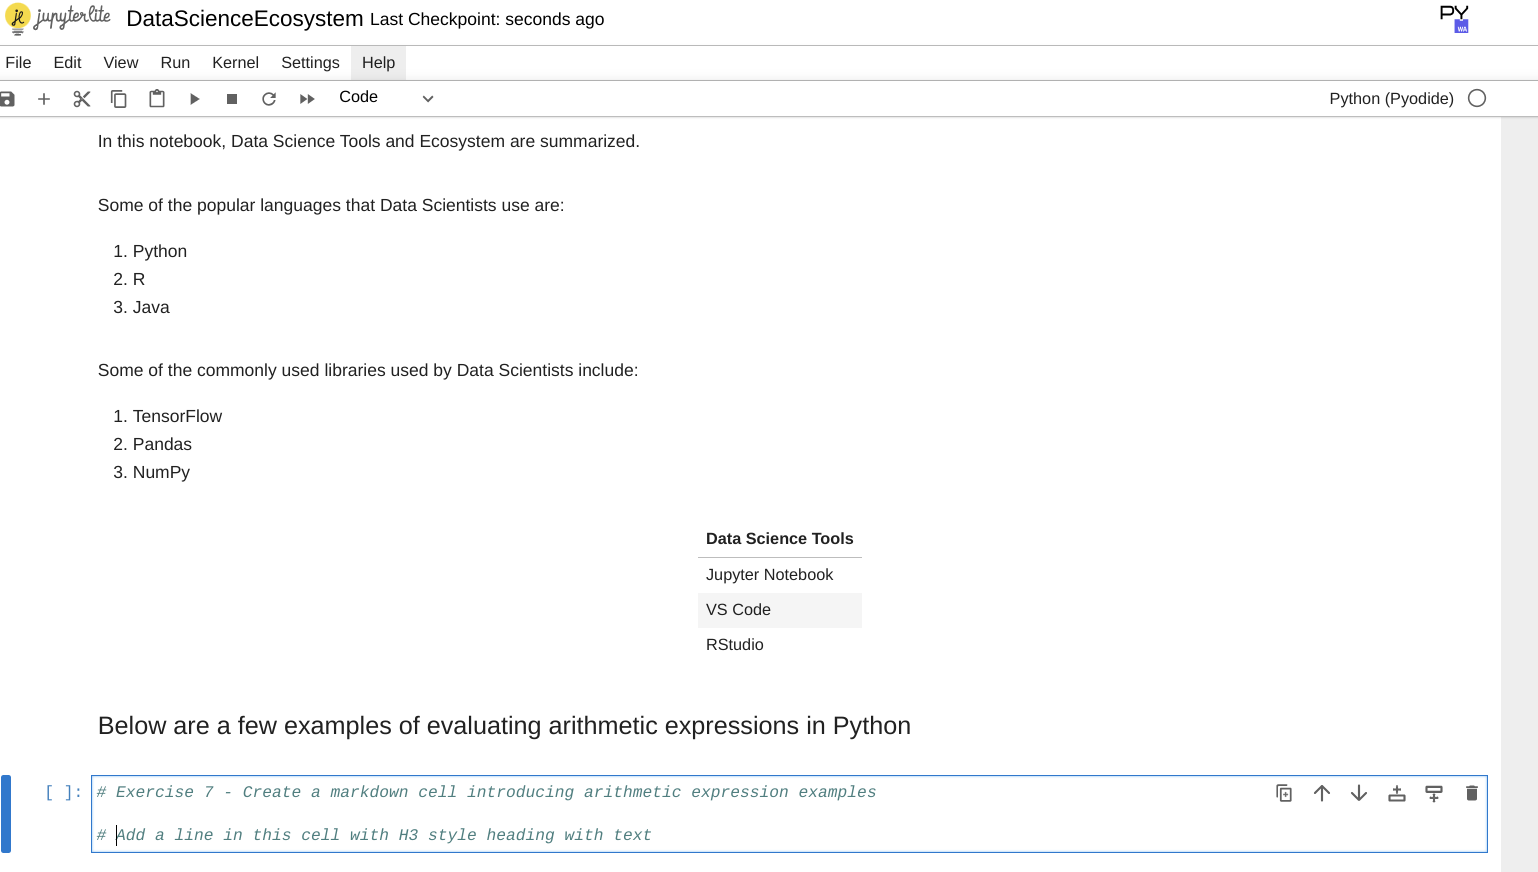 jupyterlite DataScienceEcosystem Last Checkpoint: seconds ago PY WA
File Edit View Run Kernel Settings Help
Code Python (Pyodide)
In this notebook, Data Science Tools and Ecosystem are summarized.
Some of the popular languages that Data Scientists use are:
1. Python
2. R
3. Java
Some of the commonly used libraries used by Data Scientists include:
1. TensorFlow
2. Pandas
3. NumPy
Data Science Tools
Jupyter Notebook
VS Code
RStudio
Below are a few examples of evaluating arithmetic expressions in Python
[ ]: # Exercise 7 - Create a markdown cell introducing arithmetic expression examples
# Add a line in this cell with H3 style heading with text